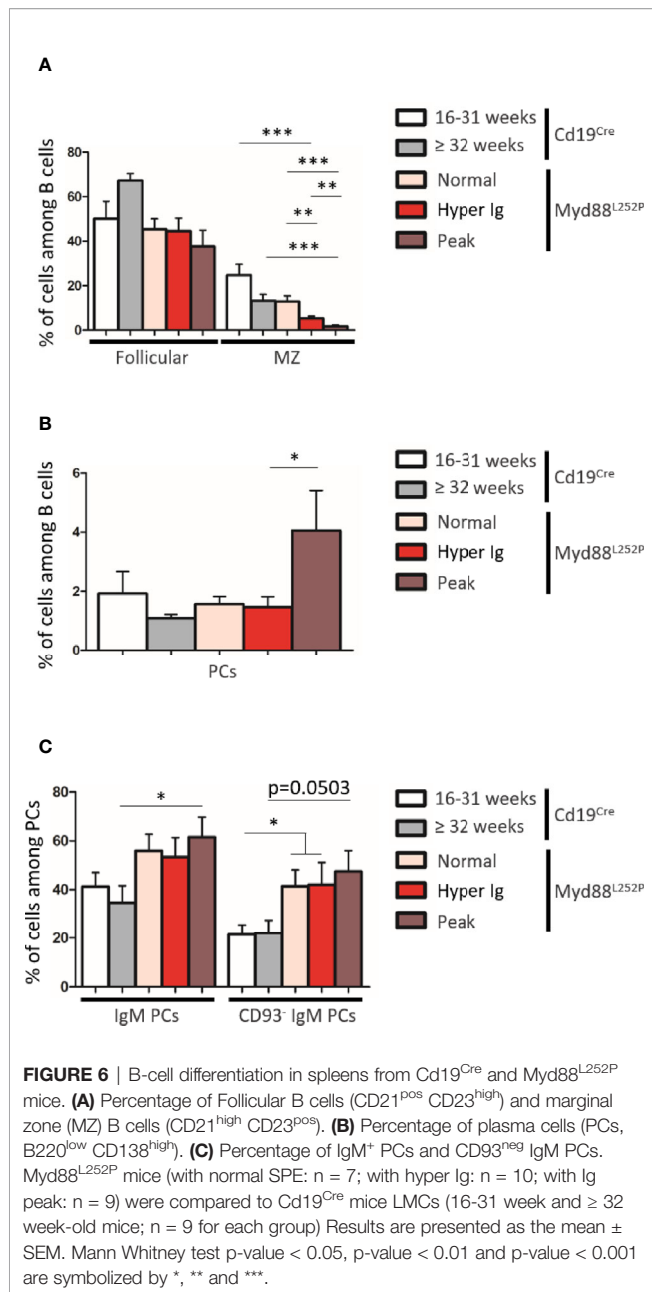 A
% of cells among B cells
80
60
40
20
0
***
***
**
**
***
Follicular
MZ
16-31 weeks
≥ 32 weeks
Cd19Cre
Normal
Hyper Ig
Peak
Myd88L252P
B
% of cells among B cells
6
4
2
0
*
PCs
16-31 weeks
≥ 32 weeks
Cd19Cre
Normal
Hyper Ig
Peak
Myd88L252P
C
% of cells among PCs
80
60
40
20
0
*
p=0.0503
*
IgM PCs
CD93- IgM PCs
16-31 weeks
≥ 32 weeks
Cd19Cre
Normal
Hyper Ig
Peak
Myd88L252P
FIGURE 6 | B-cell differentiation in spleens from Cd19Cre and Myd88L252P
mice. (A) Percentage of Follicular B cells (CD21pos CD23high) and marginal
zone (MZ) B cells (CD21high CD23pos). (B) Percentage of plasma cells (PCs,
B220low CD138high). (C) Percentage of IgM+ PCs and CD93neg IgM PCs.
Myd88L252P mice (with normal SPE: n = 7; with hyper Ig: n = 10; with Ig
peak: n = 9) were compared to Cd19Cre mice LMCs (16-31 week and ≥ 32
week-old mice; n = 9 for each group) Results are presented as the mean ±
SEM. Mann Whitney test p-value < 0.05, p-value < 0.01 and p-value < 0.001
are symbolized by *, ** and ***.